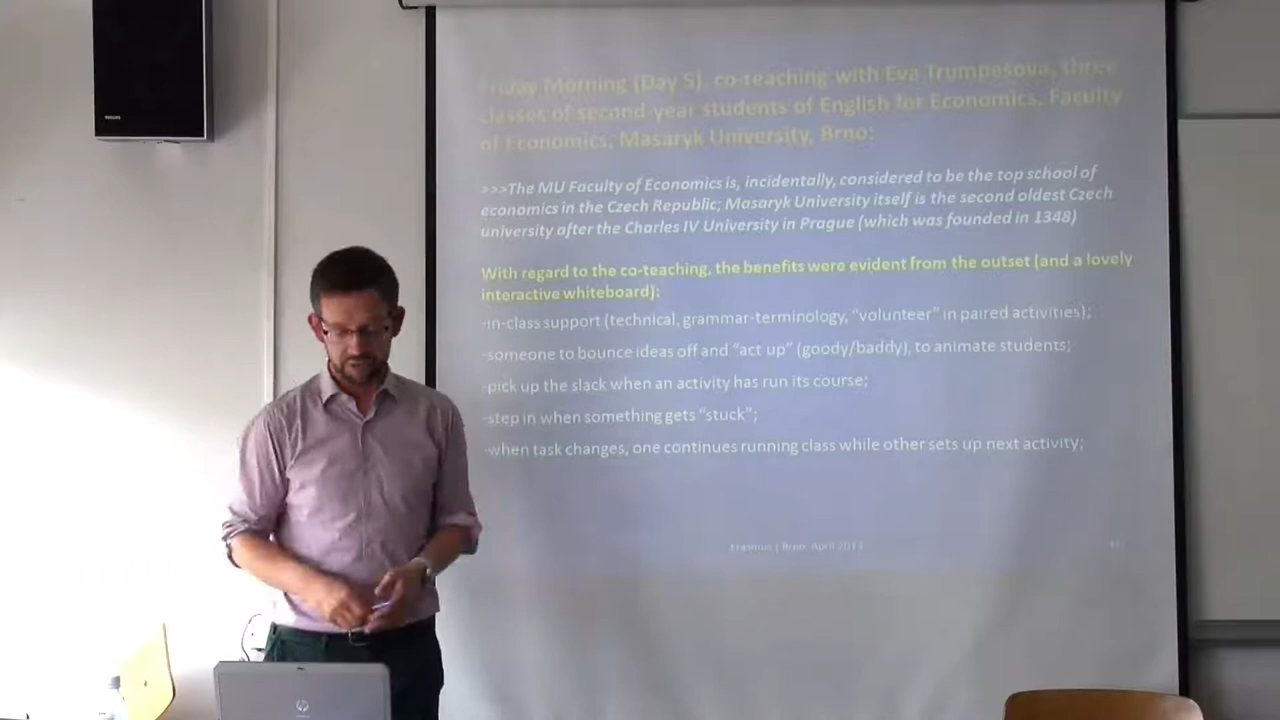 PHILIPS
Friday Morning (Day 5), co-teaching with Eva Trumpešova, three
classes of second-year students of English for Economics, Faculty
of Economics, Masaryk University, Brno:
>>>The MU Faculty of Economics is, incidentally, considered to be the top school of
economics in the Czech Republic; Masaryk University itself is the second oldest Czech
university after the Charles IV University in Prague (which was founded in 1348)
With regard to the co-teaching, the benefits were evident from the outset (and a lovely
interactive whiteboard):
-in-class support (technical, grammar-terminology, “volunteer” in paired activities);
-someone to bounce ideas off and “act up” (goody/baddy), to animate students;
-pick up the slack when an activity has run its course;
-step in when something gets “stuck”;
-when task changes, one continues running class while other sets up next activity;
Erasmus | Brno, April 2013
hp